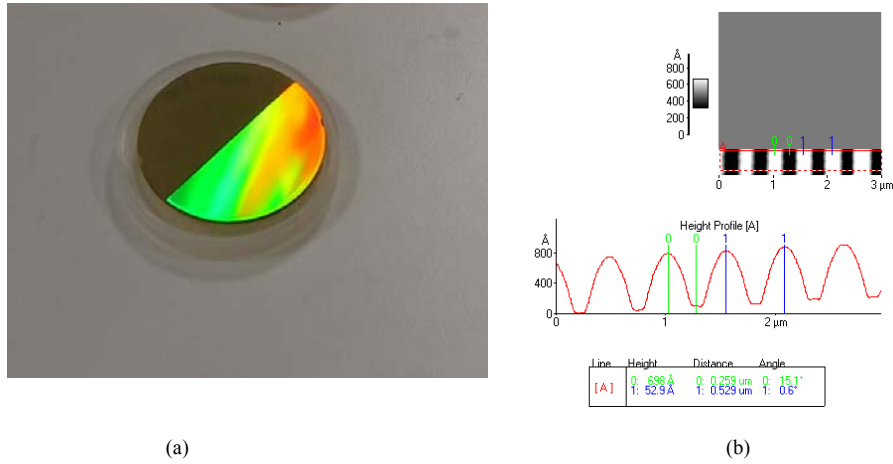 Å
800
600
400
200
0
A
0 0 1 1
0 1 2 3 µm
Height Profile [A]
Å
800
400
0
0 0 1 1
0 1 2 µm
Line Height Distance Angle
[A]
0: 698 Å 0: 0.259 um 0: 15.1°
1: 52.9 Å 1: 0.529 um 1: 0.6°
(a) (b)